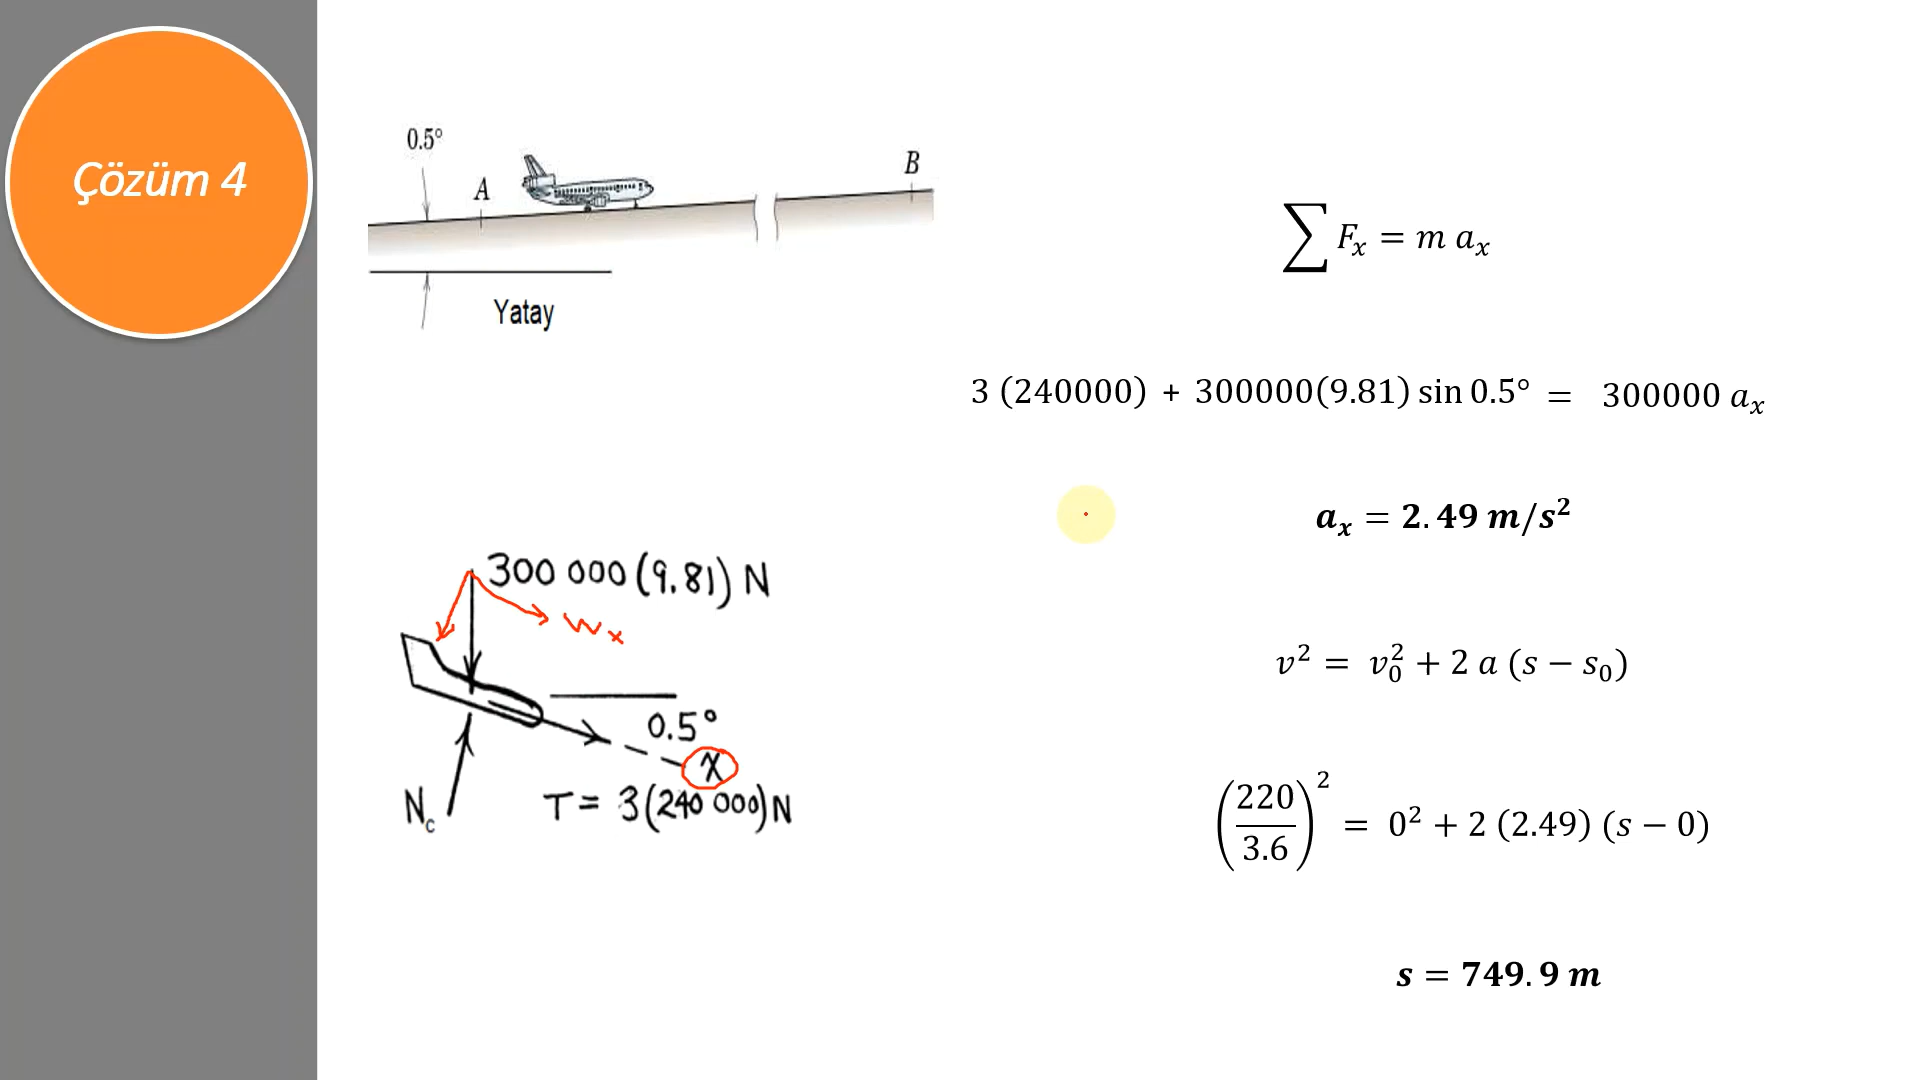 Çözüm 4
0.5°
A
B
Yatay
300 000 (9.81) N
Wx
0.5°
X
Nc
T = 3(240 000) N
∑ Fₓ = m aₓ
3 (240000) + 300000(9.81) sin 0.5° = 300000 aₓ
aₓ = 2.49 m/s²
v² = v₀² + 2 a (s − s₀)
(220/3.6)² = 0² + 2 (2.49) (s − 0)
s = 749.9 m